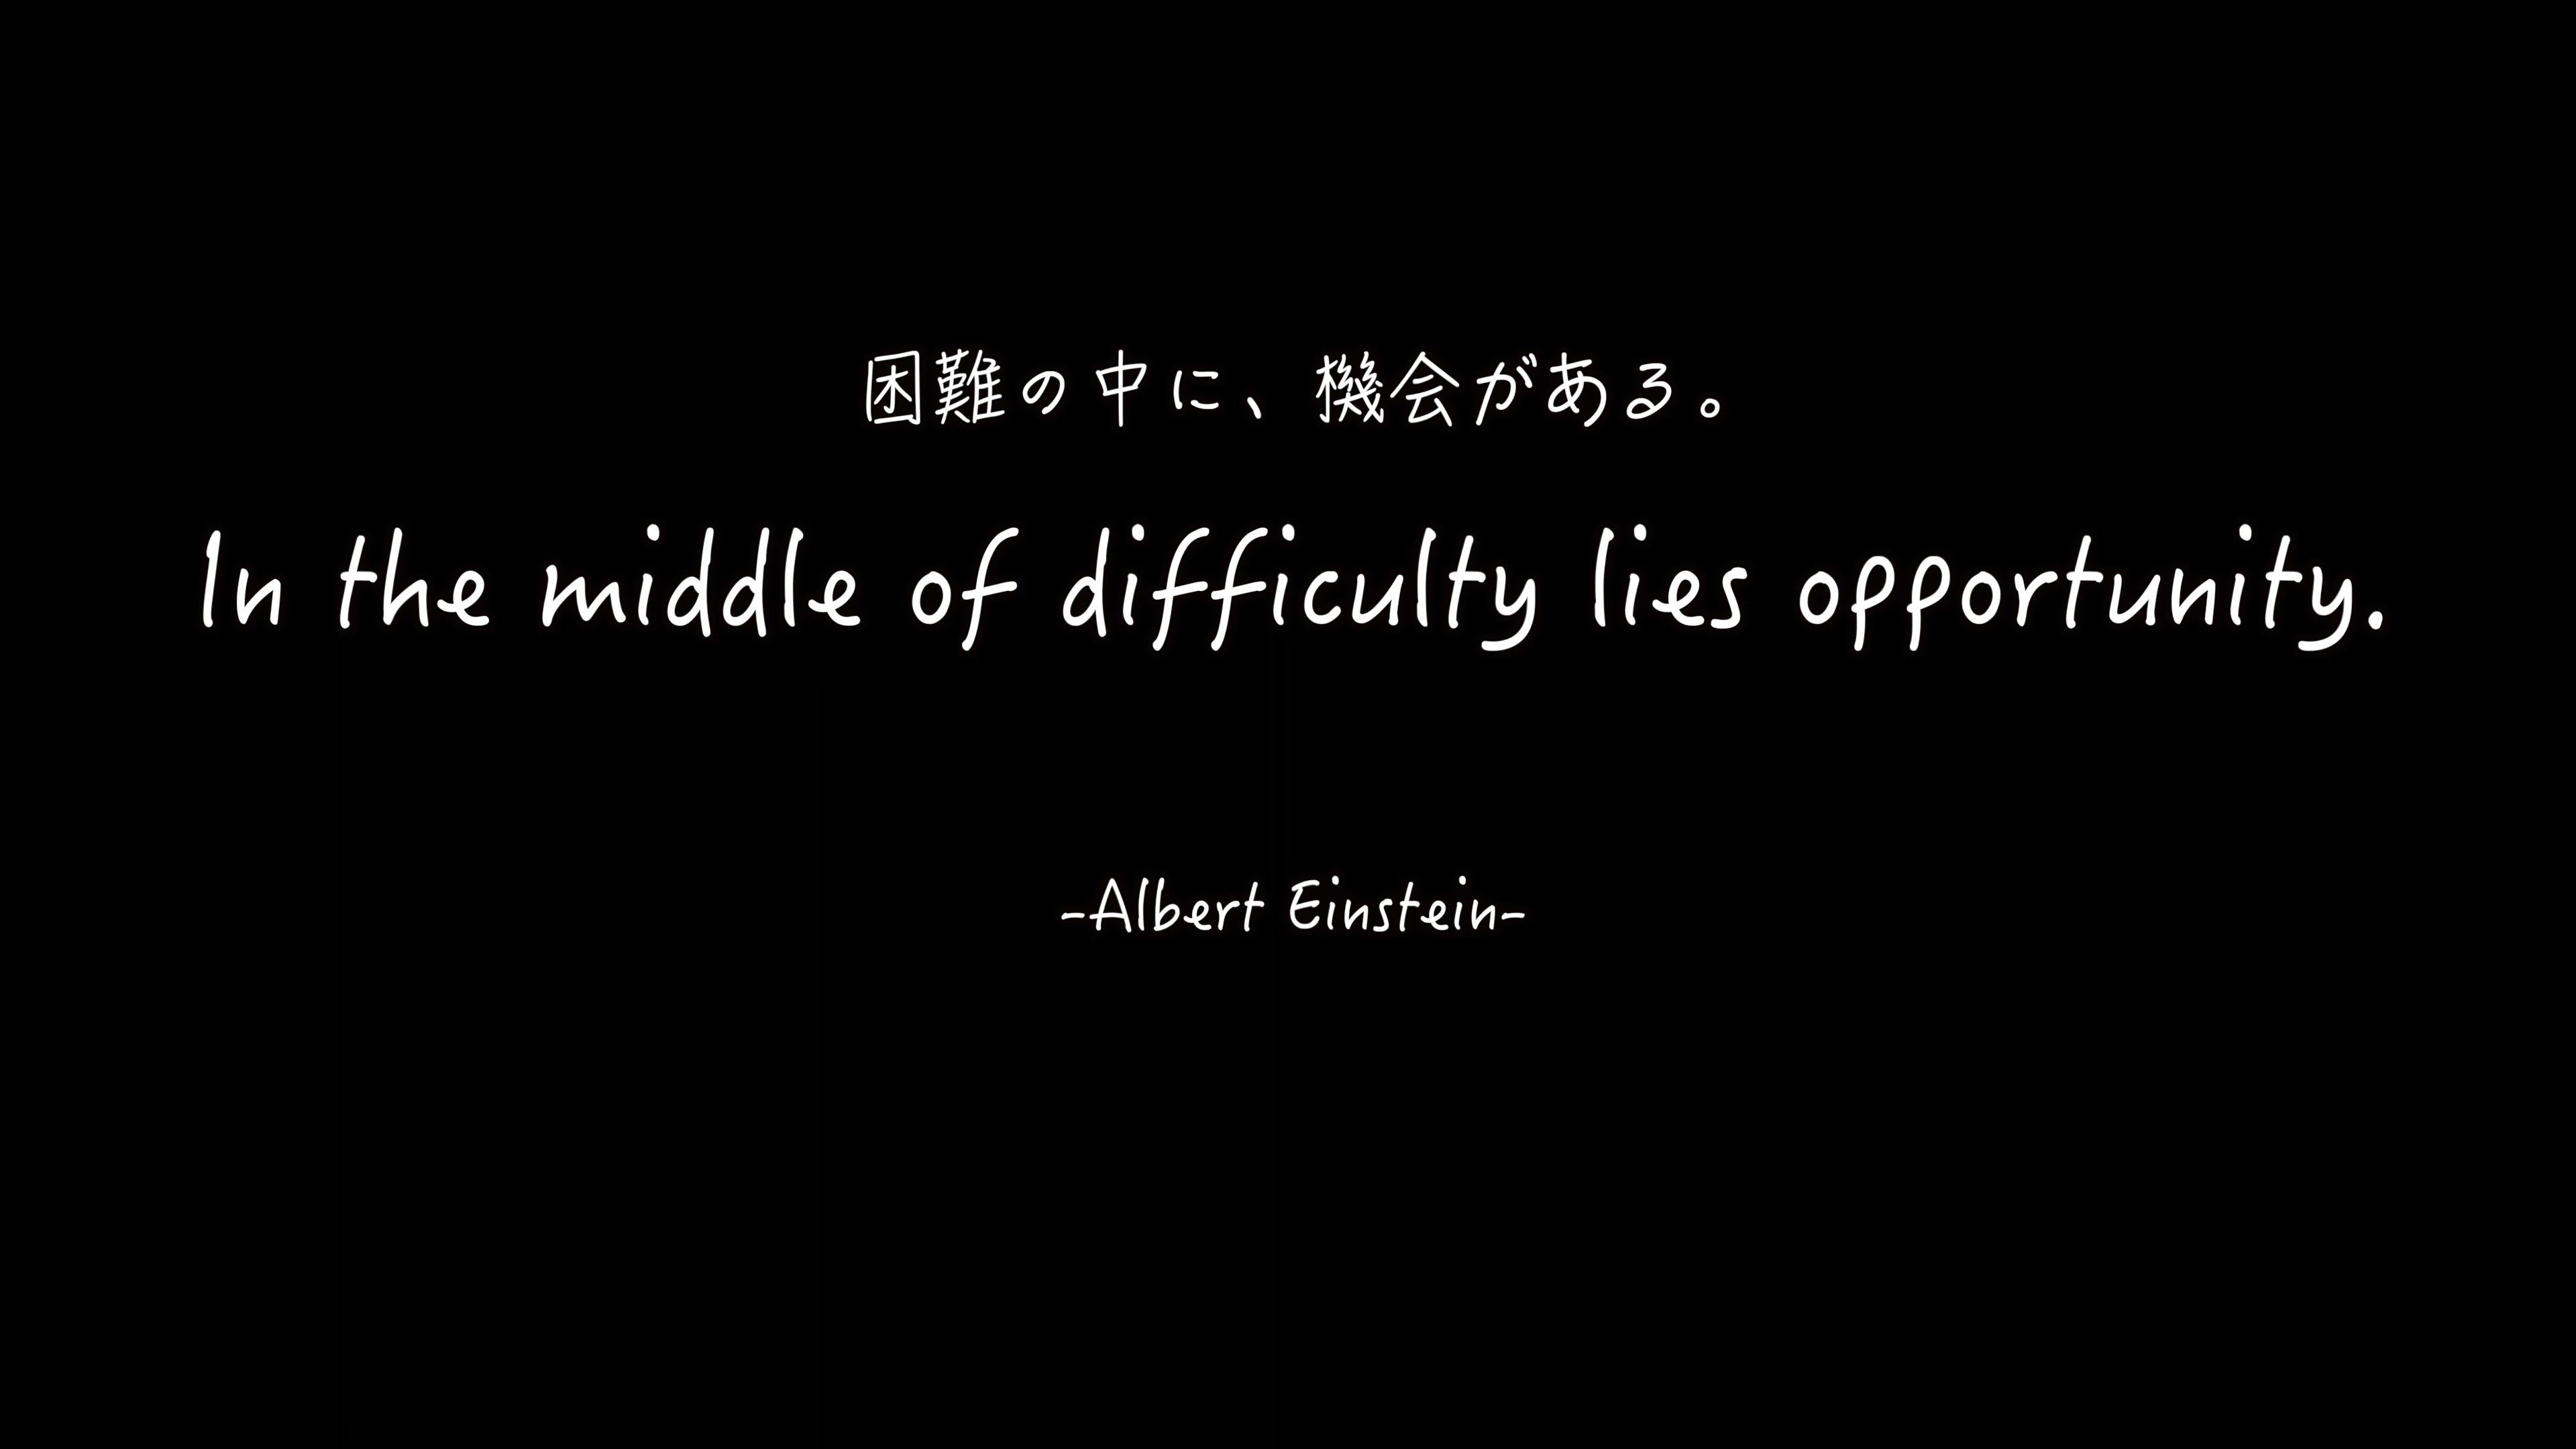 困難の中に、機会がある。
In the middle of difficulty lies opportunity.
-Albert Einstein-